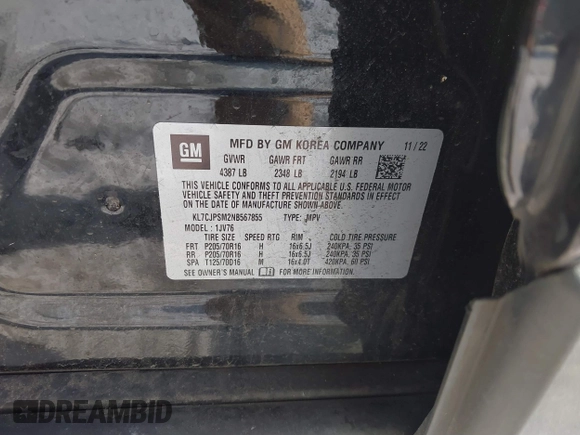 GM
MFD BY GM KOREA COMPANY 11 / 22
GVWR GAWR FRT GAWR RR
4387 LB 2348 LB 2194 LB
THIS VEHICLE CONFORMS TO ALL APPLICABLE U.S. FEDERAL MOTOR
VEHICLE SAFETY AND THEFT PREVENTION STANDARDS IN EFFECT
ON THE DATE OF MANUFACTURE SHOWN ABOVE.
KL7CJPSM2NB567855 TYPE: JMPV
MODEL: 1JV76
TIRE SIZE SPEED RTG RIM COLD TIRE PRESSURE
FRT P205/70R16 H 16x6.5J 240KPA, 35 PSI
RR P205/70R16 H 16x6.5J 240KPA, 35 PSI
SPA T125/70D16 M 16x4.0T 420KPA, 60 PSI
SEE OWNER'S MANUAL FOR MORE INFORMATION.
DREAMBID